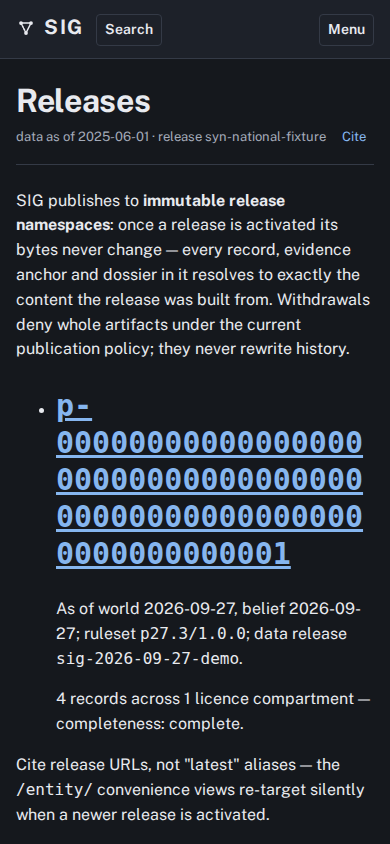 SIG Search Menu
Releases
data as of 2025-06-01 · release syn-national-fixture Cite
SIG publishes to immutable release
namespaces: once a release is activated its
bytes never change — every record, evidence
anchor and dossier in it resolves to exactly the
content the release was built from. Withdrawals
deny whole artifacts under the current
publication policy; they never rewrite history.
• p-
00000000000000000
00000000000000000
00000000000000000
0000000000001
As of world 2026-09-27, belief 2026-09-
27; ruleset p27.3/1.0.0; data release
sig-2026-09-27-demo.
4 records across 1 licence compartment —
completeness: complete.
Cite release URLs, not "latest" aliases — the
/entity/ convenience views re-target silently
when a newer release is activated.